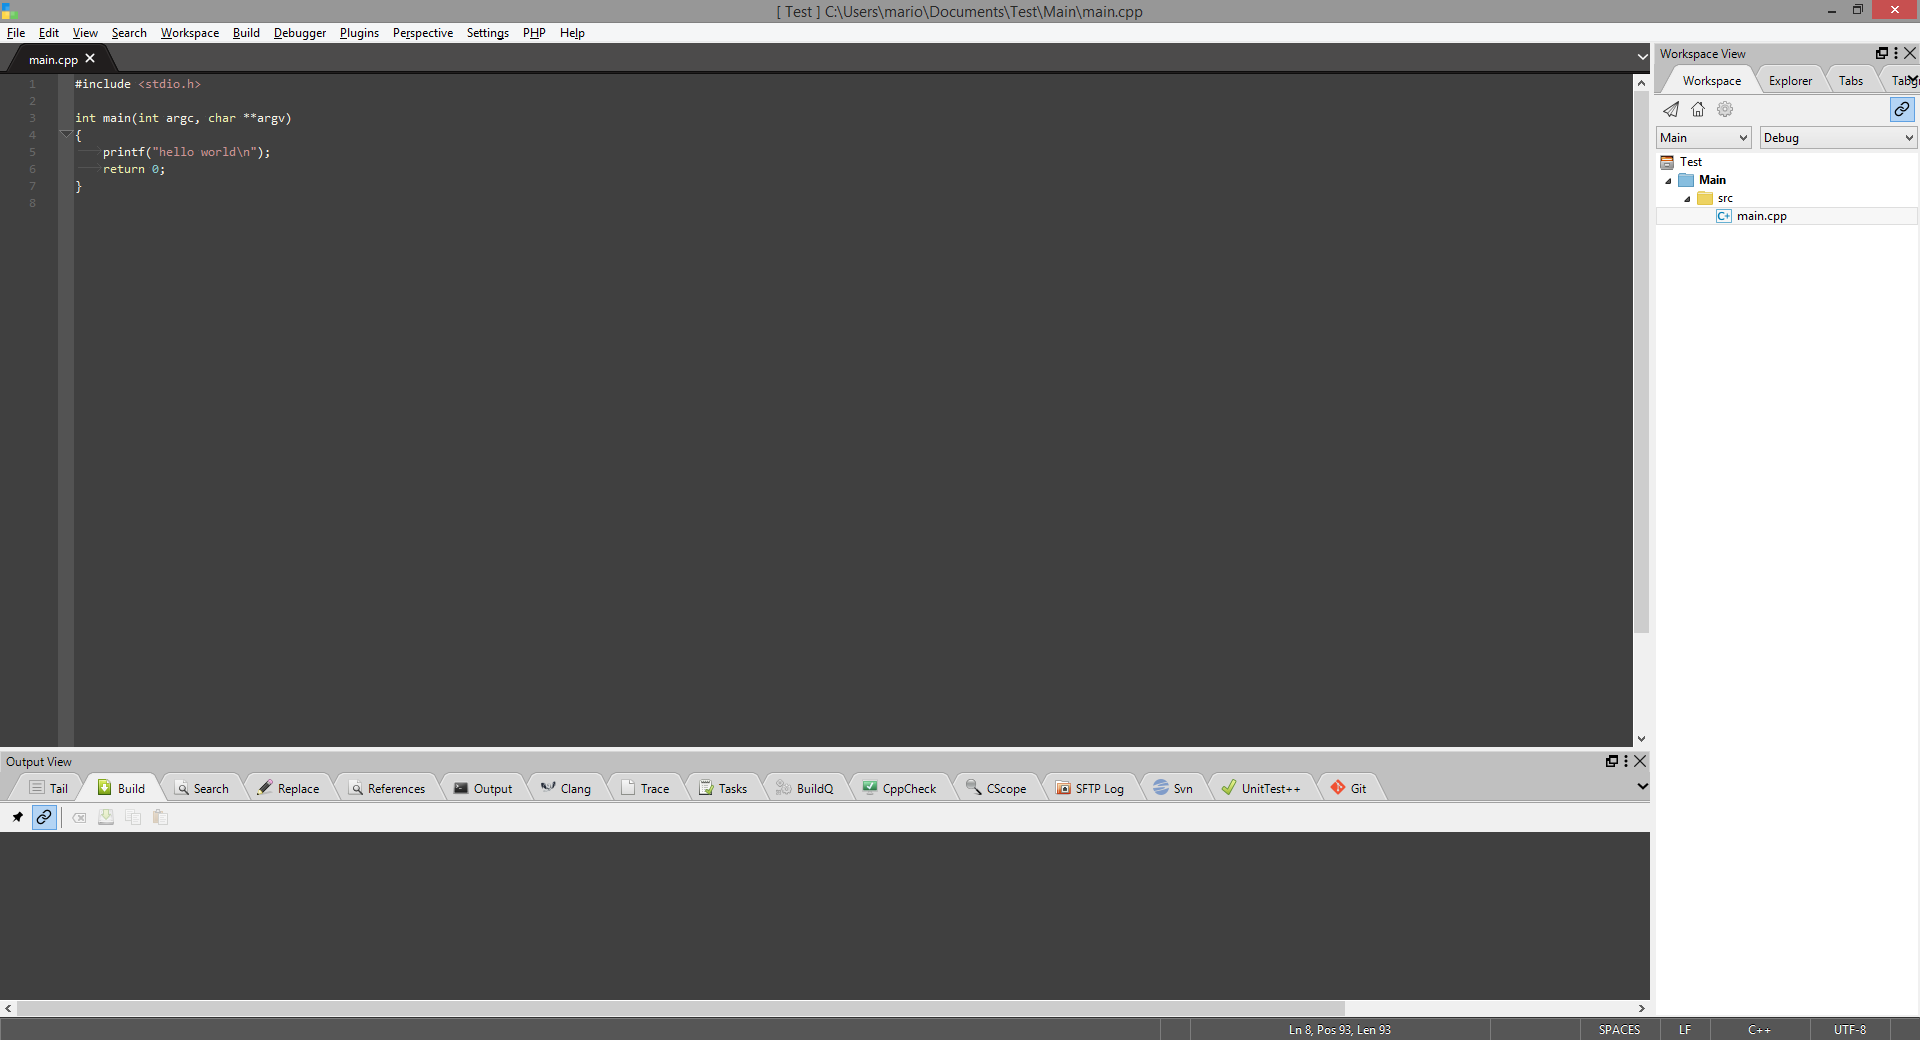 [ Test ] C:\Users\mario\Documents\Test\Main\main.cpp
File Edit View Search Workspace Build Debugger Plugins Perspective Settings PHP Help
main.cpp
1 #include <stdio.h>
2
3 int main(int argc, char **argv)
4 {
5 printf("hello world\n");
6 return 0;
7 }
8
Workspace View
Workspace Explorer Tabs
Main Debug
Test
Main
src
C+ main.cpp
Output View
Tail Build Search Replace References Output Clang Trace Tasks BuildQ CppCheck CScope SFTP Log Svn UnitTest++ Git
Ln 8, Pos 93, Len 93 SPACES LF C++ UTF-8